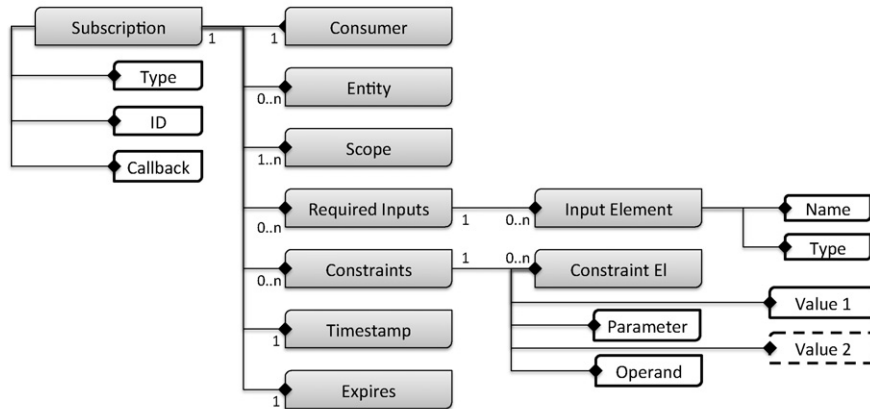 Subscription
1
1
Consumer
Type
0..n
Entity
ID
1..n
Scope
Callback
0..n
Required Inputs
1
0..n
Input Element
Name
Type
0..n
Constraints
1
0..n
Constraint El
Value 1
1
Timestamp
Parameter
Value 2
1
Expires
Operand